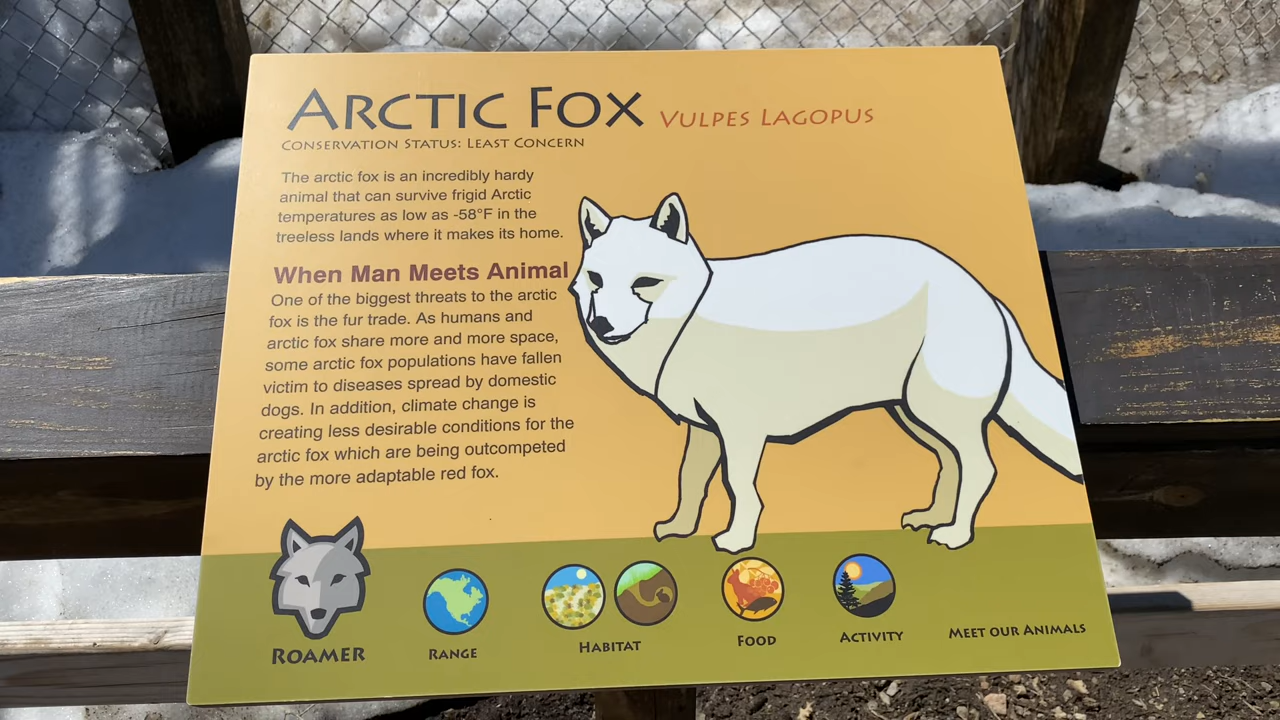 ARCTIC FOX VULPES LAGOPUS
CONSERVATION STATUS: LEAST CONCERN
The arctic fox is an incredibly hardy
animal that can survive frigid Arctic
temperatures as low as -58°F in the
treeless lands where it makes its home.
When Man Meets Animal
One of the biggest threats to the arctic
fox is the fur trade. As humans and
arctic fox share more and more space,
some arctic fox populations have fallen
victim to diseases spread by domestic
dogs. In addition, climate change is
creating less desirable conditions for the
arctic fox which are being outcompeted
by the more adaptable red fox.
ROAMER
RANGE
HABITAT
FOOD
ACTIVITY
MEET OUR ANIMALS